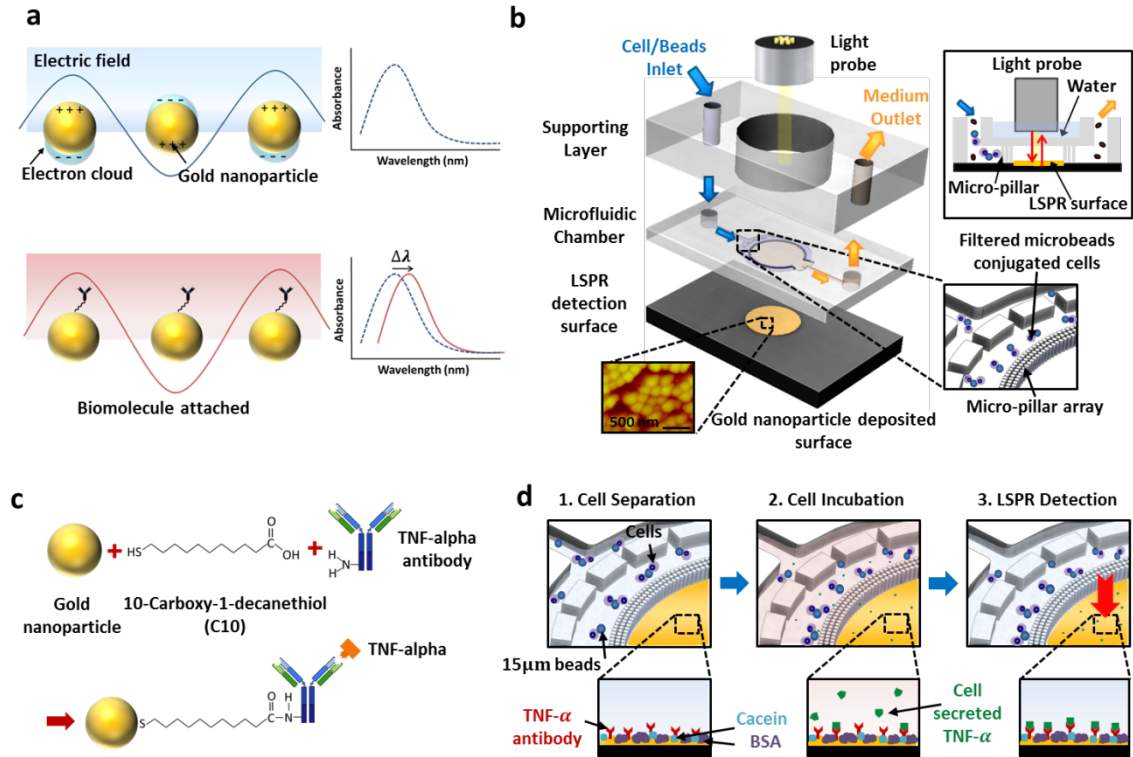 a
Electric field
+ + +
- - -
+ + +
- - -
+ + +
- - -
Electron cloud
Gold nanoparticle
Absorbance
Wavelength (nm)
Δλ
Absorbance
Wavelength (nm)
Biomolecule attached
b
Cell/Beads
Inlet
Light
probe
Medium
Outlet
Supporting
Layer
Microfluidic
Chamber
LSPR
detection
surface
500 nm
Gold nanoparticle deposited
surface
Light probe
Water
Micro-pillar
LSPR surface
Filtered microbeads
conjugated cells
Micro-pillar array
c
+
HS
O
C
OH
+
H
N
H
TNF-alpha
antibody
Gold
nanoparticle
10-Carboxy-1-decanethiol
(C10)
TNF-alpha
S
O
C
H
N
d
1. Cell Separation
2. Cell Incubation
3. LSPR Detection
Cells
15μm beads
TNF-α
antibody
Cacein
BSA
Cell
secreted
TNF-α